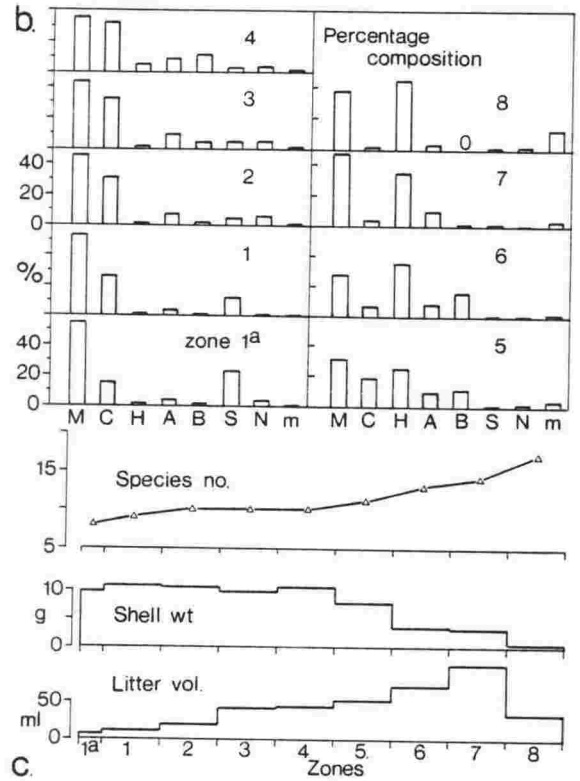 b.
Percentage
composition
4
3
40
20
0
2
%
1
40
20
0
zone 1a
M C H A B S N m
8
0
7
6
5
M C H A B S N m
15
5
Species no.
10
g
0
Shell wt
50
ml
0
Litter vol.
1a 1 2 3 4 5 6 7 8
Zones
C.